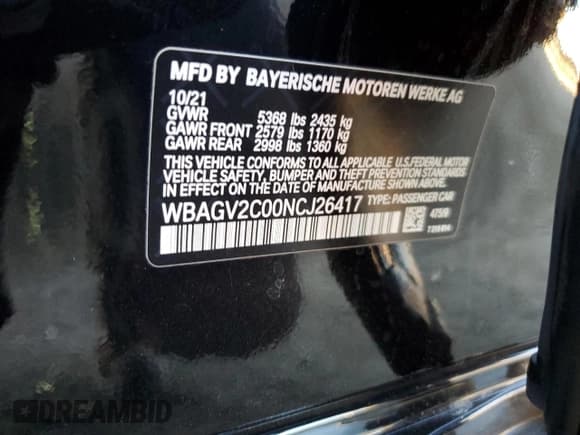 MFD BY BAYERISCHE MOTOREN WERKE AG
10/21
GVWR 5368 lbs 2435 kg
GAWR FRONT 2579 lbs 1170 kg
GAWR REAR 2998 lbs 1360 kg
THIS VEHICLE CONFORMS TO ALL APPLICABLE U.S.FEDERAL MOTOR
VEHICLE SAFETY, BUMPER AND THEFT PREVENTION STANDARDS
IN EFFECT ON THE DATE OF MANUFACTURE SHOWN ABOVE.
WBAGV2C00NCJ26417 TYPE: PASSENGER CAR
475/9
DREAMBID